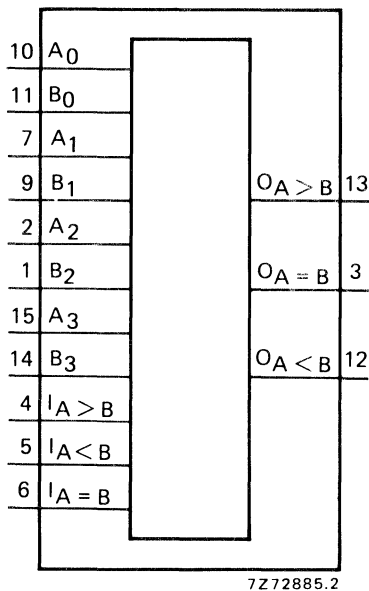 10 A0
11 B0
7 A1
9 B1
2 A2
1 B2
15 A3
14 B3
4 IA > B
5 IA < B
6 IA = B
OA > B 13
OA = B 3
OA < B 12
7Z72885.2